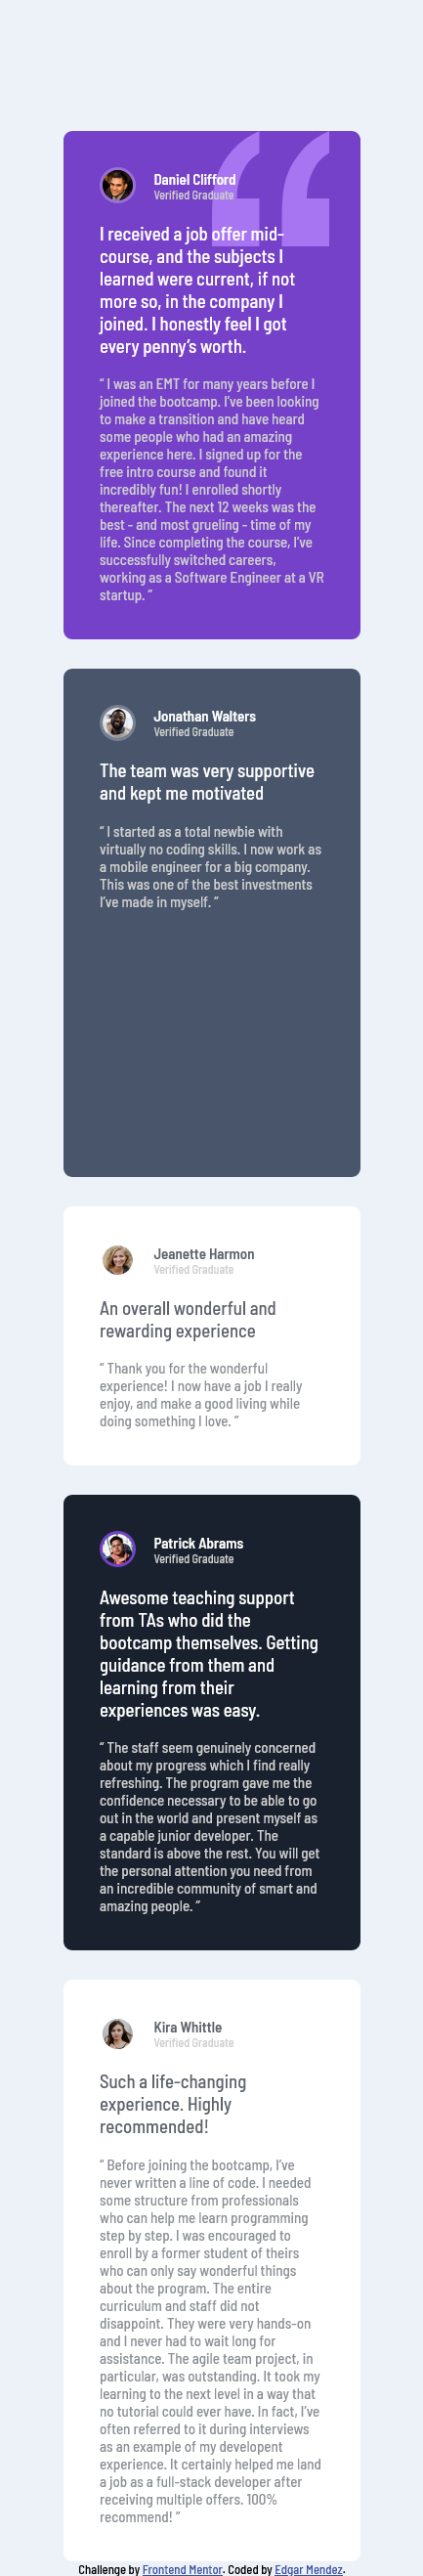 Daniel Clifford
Verified Graduate
I received a job offer mid-
course, and the subjects I
learned were current, if not
more so, in the company I
joined. I honestly feel I got
every penny’s worth.
“ I was an EMT for many years before I
joined the bootcamp. I’ve been looking
to make a transition and have heard
some people who had an amazing
experience here. I signed up for the
free intro course and found it
incredibly fun! I enrolled shortly
thereafter. The next 12 weeks was the
best - and most grueling - time of my
life. Since completing the course, I’ve
successfully switched careers,
working as a Software Engineer at a VR
startup. ”
Jonathan Walters
Verified Graduate
The team was very supportive
and kept me motivated
“ I started as a total newbie with
virtually no coding skills. I now work as
a mobile engineer for a big company.
This was one of the best investments
I’ve made in myself. ”
Jeanette Harmon
Verified Graduate
An overall wonderful and
rewarding experience
“ Thank you for the wonderful
experience! I now have a job I really
enjoy, and make a good living while
doing something I love. ”
Patrick Abrams
Verified Graduate
Awesome teaching support
from TAs who did the
bootcamp themselves. Getting
guidance from them and
learning from their
experiences was easy.
“ The staff seem genuinely concerned
about my progress which I find really
refreshing. The program gave me the
confidence necessary to be able to go
out in the world and present myself as
a capable junior developer. The
standard is above the rest. You will get
the personal attention you need from
an incredible community of smart and
amazing people. ”
Kira Whittle
Verified Graduate
Such a life-changing
experience. Highly
recommended!
“ Before joining the bootcamp, I’ve
never written a line of code. I needed
some structure from professionals
who can help me learn programming
step by step. I was encouraged to
enroll by a former student of theirs
who can only say wonderful things
about the program. The entire
curriculum and staff did not
disappoint. They were very hands-on
and I never had to wait long for
assistance. The agile team project, in
particular, was outstanding. It took my
learning to the next level in a way that
no tutorial could ever have. In fact, I’ve
often referred to it during interviews
as an example of my developent
experience. It certainly helped me land
a job as a full-stack developer after
receiving multiple offers. 100%
recommend! ”
Challenge by Frontend Mentor. Coded by Edgar Mendez.